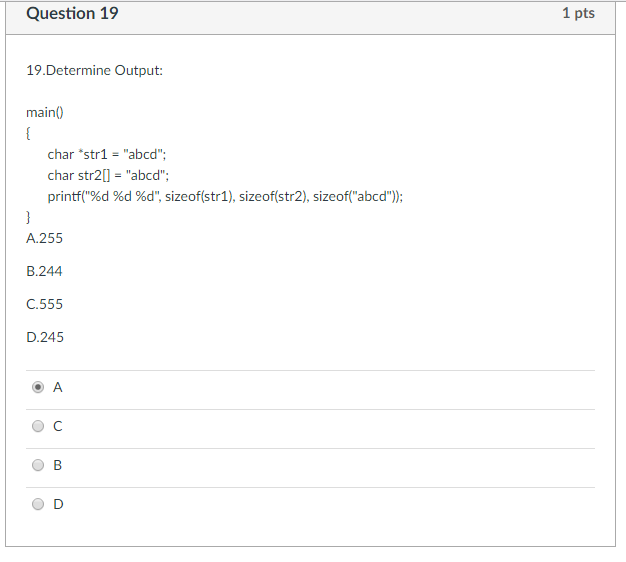 Question 19 1 pts
19.Determine Output:
main()
{
char *str1 = "abcd";
char str2[] = "abcd";
printf("%d %d %d", sizeof(str1), sizeof(str2), sizeof("abcd"));
}
A.255
B.244
C.555
D.245
A
C
B
D